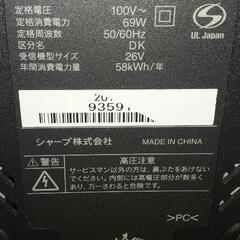 定格電圧 100V~
定格消費電力 69W
定格周波数 50/60Hz
区分名 DK
受信機型サイズ 26V
年間消費電力量 58kWh/年
UL Japan
9359
シャープ株式会社 MADE IN CHINA
警告 高圧注意
サービスマン以外の方は、裏ぶたをあけないでください。内部には高電圧部分が数多くあり、万一さわると危険です。
>PC<